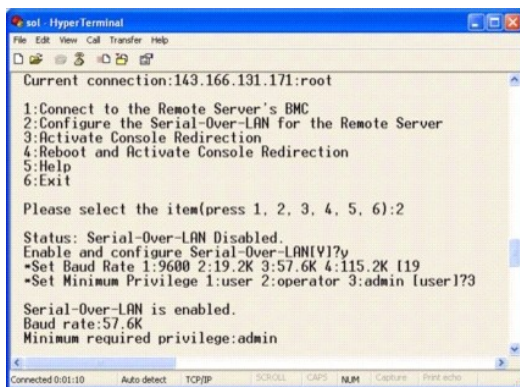 sol - HyperTerminal
File Edit View Call Transfer Help
Current connection:143.166.131.171:root
1:Connect to the Remote Server's BMC
2:Configure the Serial-Over-LAN for the Remote Server
3:Activate Console Redirection
4:Reboot and Activate Console Redirection
5:Help
6:Exit
Please select the item(press 1, 2, 3, 4, 5, 6):2
Status: Serial-Over-LAN Disabled.
Enable and configure Serial-Over-LAN[Y]?y
*Set Baud Rate 1:9600 2:19.2K 3:57.6K 4:115.2K [19
*Set Minimum Privilege 1:user 2:operator 3:admin [user]?3
Serial-Over-LAN is enabled.
Baud rate:57.6K
Minimum required privilege:admin
Connected 0:01:10 Auto detect TCP/IP SCROLL CAPS NUM Capture Print echo